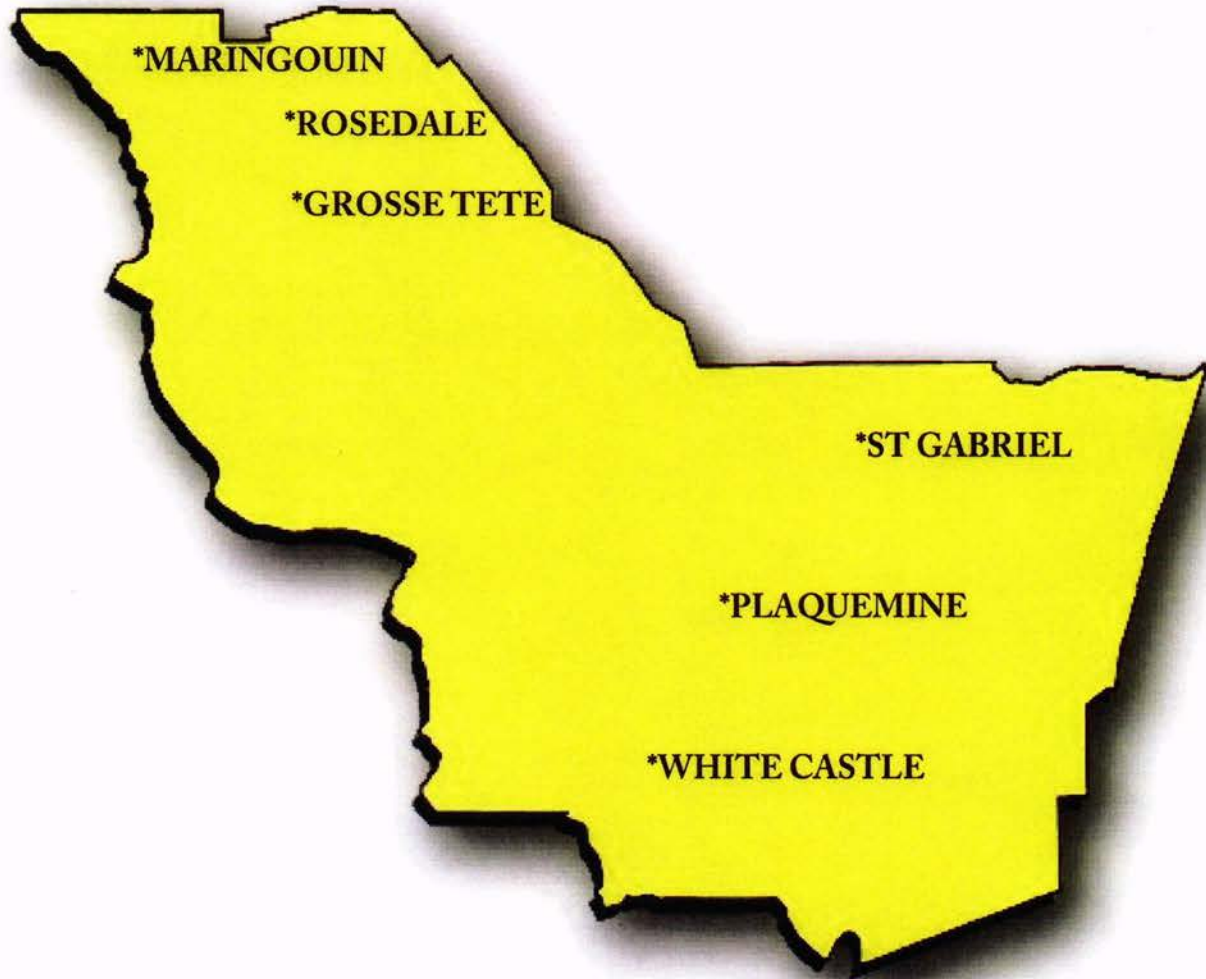 *MARINGOUIN
*ROSEDALE
*GROSSE TETE
*ST GABRIEL
*PLAQUEMINE
*WHITE CASTLE